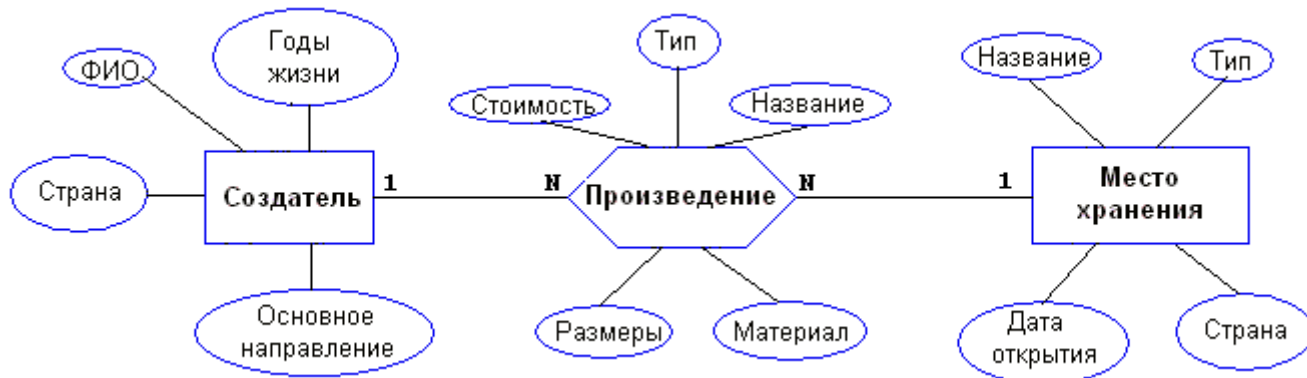 ФИО
Годы
жизни
Страна
Создатель
Основное
направление
1
N
Тип
Стоимость
Название
Произведение
Размеры
Материал
N
1
Название
Тип
Место
хранения
Дата
открытия
Страна